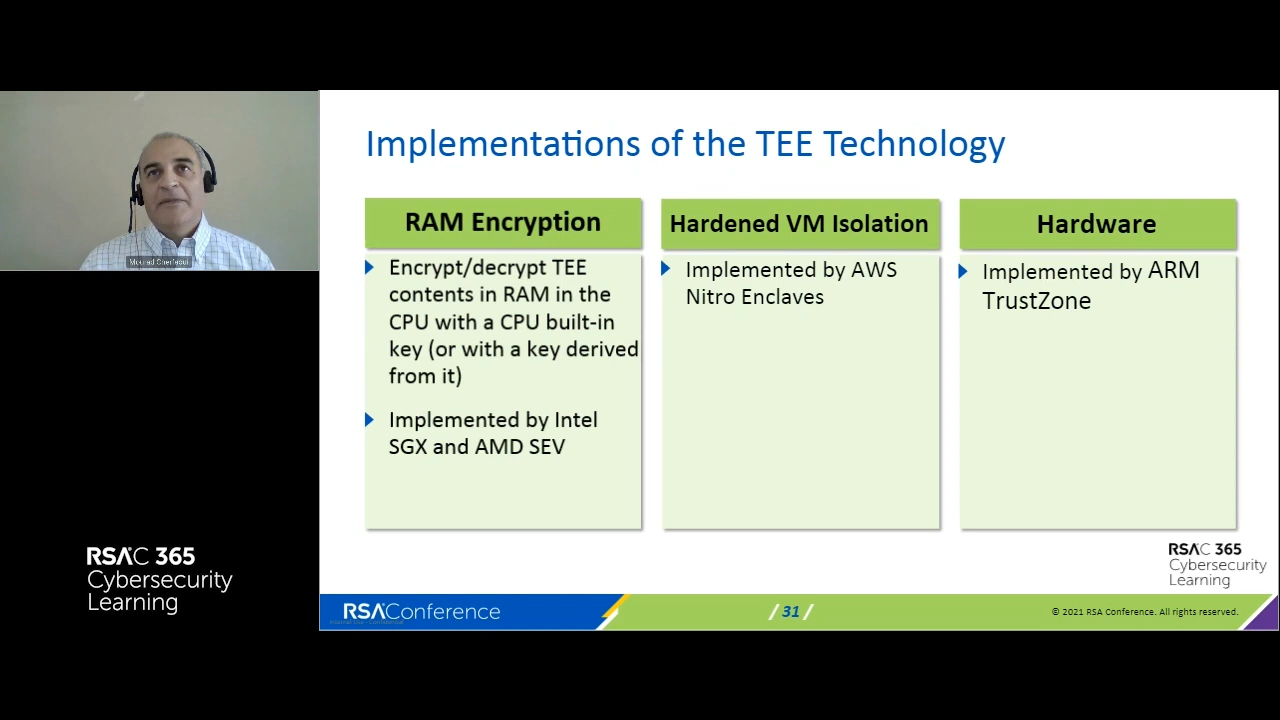 Implementations of the TEE Technology
RAM Encryption
Encrypt/decrypt TEE
contents in RAM in the
CPU with a CPU built-in
key (or with a key derived
from it)
Implemented by Intel
SGX and AMD SEV
Hardened VM Isolation
Implemented by AWS
Nitro Enclaves
Hardware
Implemented by ARM
TrustZone
Mourad Cherfaoui
RSAC 365
Cybersecurity
Learning
RSAC 365
Cybersecurity
Learning
RSAConference
/ 31 /
© 2021 RSA Conference. All rights reserved.